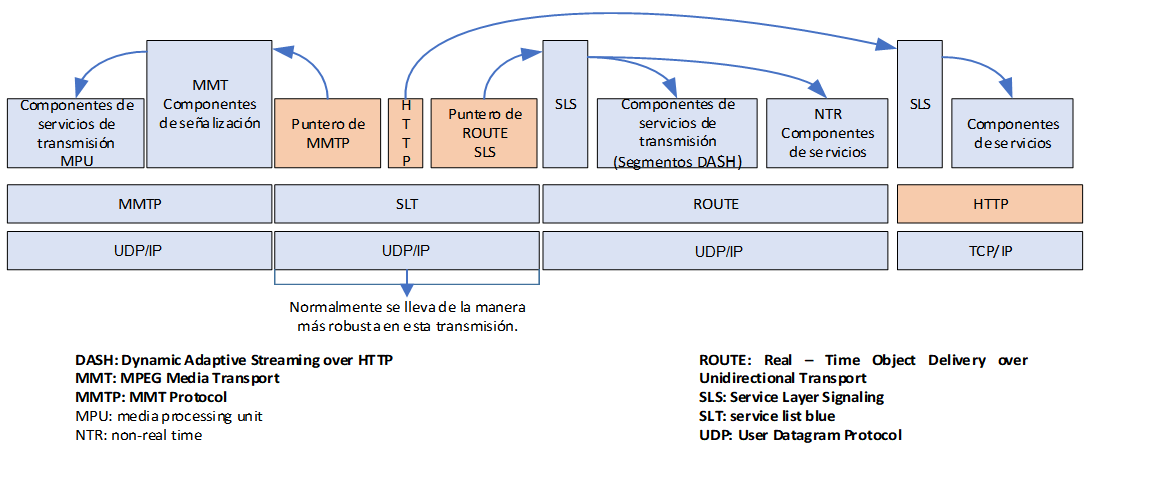 Componentes de
servicios de
transmisión
MPU
MMT
Componentes
de señalización
Puntero de
MMTP
H
T
T
P
Puntero de
ROUTE
SLS
SLS
Componentes de
servicios de
transmisión
(Segmentos DASH)
NTR
Componentes
de servicios
SLS
Componentes
de servicios
MMTP
SLT
ROUTE
HTTP
UDP/IP
UDP/IP
UDP/IP
TCP/IP
Normalmente se lleva de la manera
más robusta en esta transmisión.
DASH: Dynamic Adaptive Streaming over HTTP
MMT: MPEG Media Transport
MMTP: MMT Protocol
MPU: media processing unit
NTR: non-real time
ROUTE: Real – Time Object Delivery over
Unidirectional Transport
SLS: Service Layer Signaling
SLT: service list blue
UDP: User Datagram Protocol